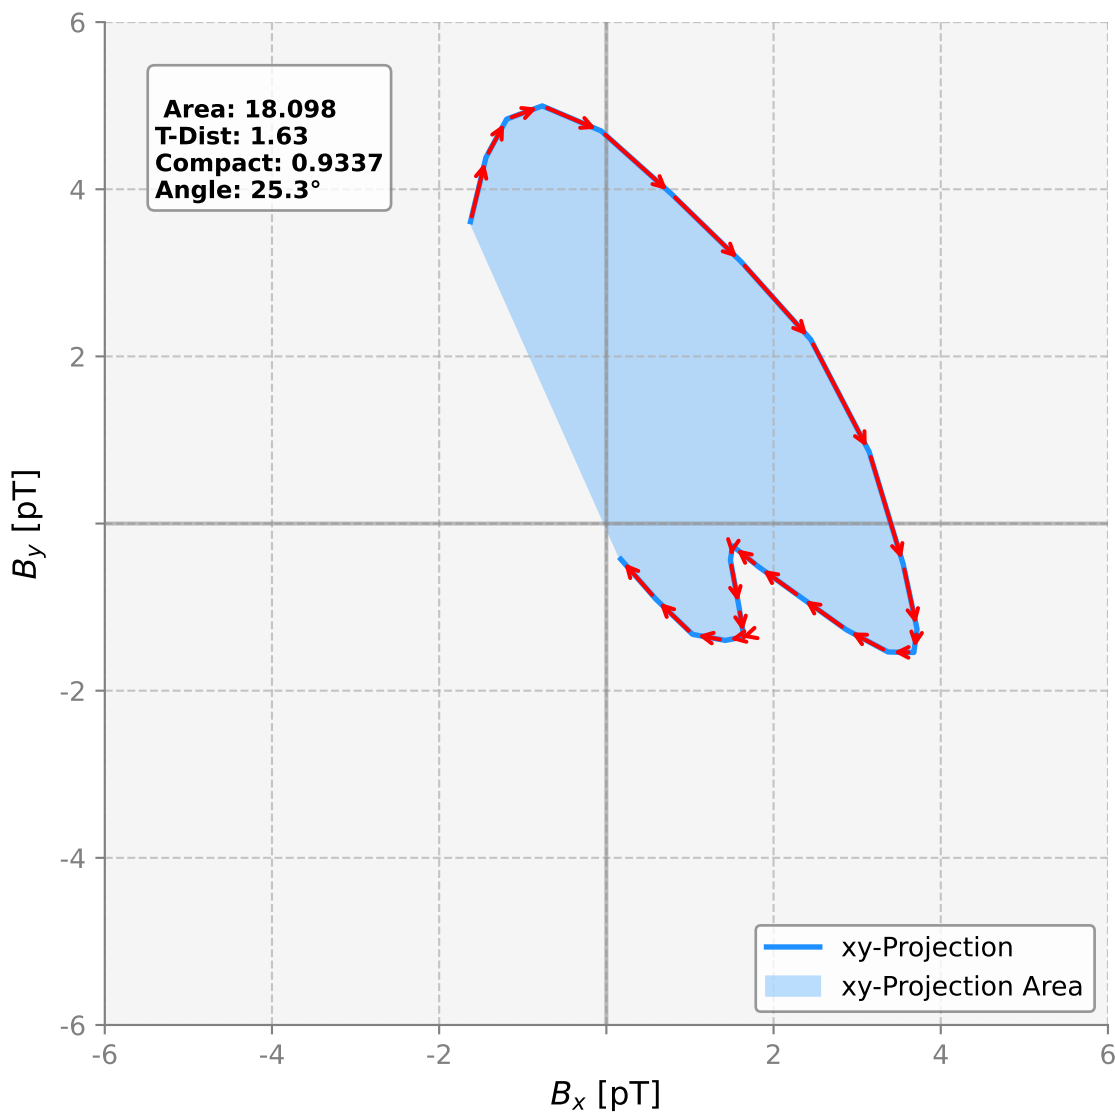 6
Area: 18.098
T-Dist: 1.63
Compact: 0.9337
Angle: 25.3°
4
2
-2
-4
-6
xy-Projection
xy-Projection Area
-6 -4 -2 2 4 6
B_y [pT]
B_x [pT]